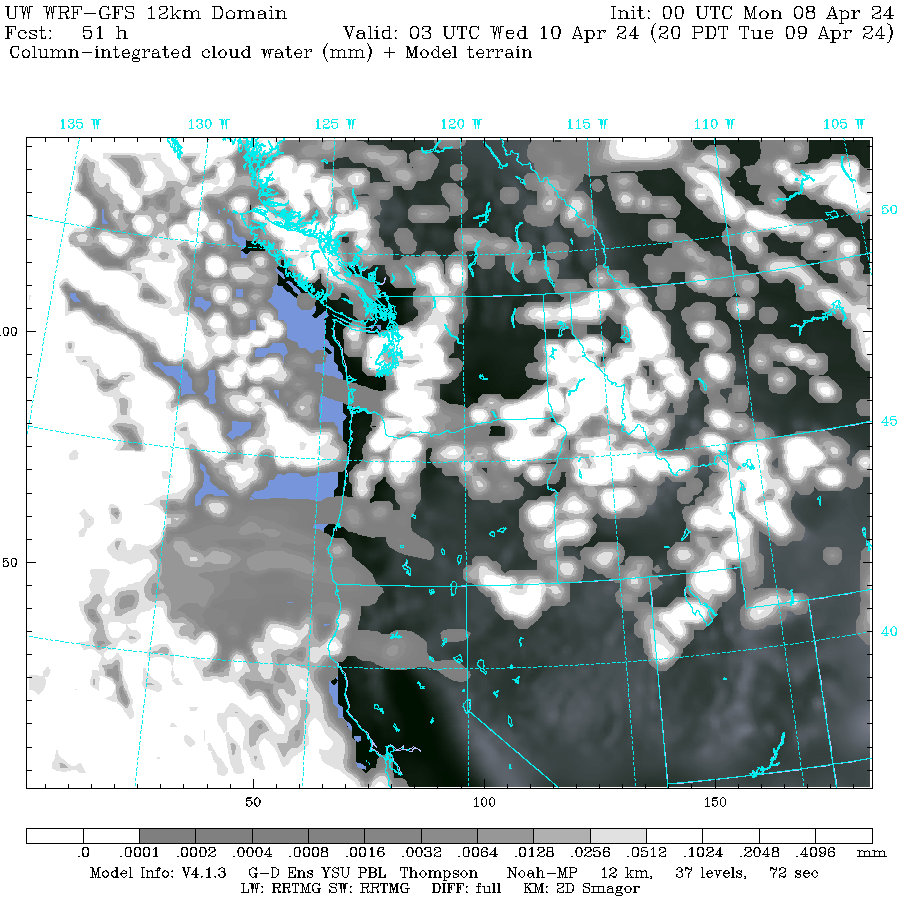 UW WRF-GFS 12km Domain Init: 00 UTC Mon 08 Apr 24
Fcst: 51 h Valid: 03 UTC Wed 10 Apr 24 (20 PDT Tue 09 Apr 24)
Column-integrated cloud water (mm) + Model terrain
135 W 130 W 125 W 120 W 115 W 110 W 105 W
50
00
45
50
40
50 100 150
.0 .0001 .0002 .0004 .0008 .0016 .0032 .0064 .0128 .0256 .0512 .1024 .2048 .4096 mm
Model Info: V4.1.3 G-D Ens YSU PBL Thompson Noah-MP 12 km, 37 levels, 72 sec
LW: RRTMG SW: RRTMG DIFF: full KM: 2D Smagor